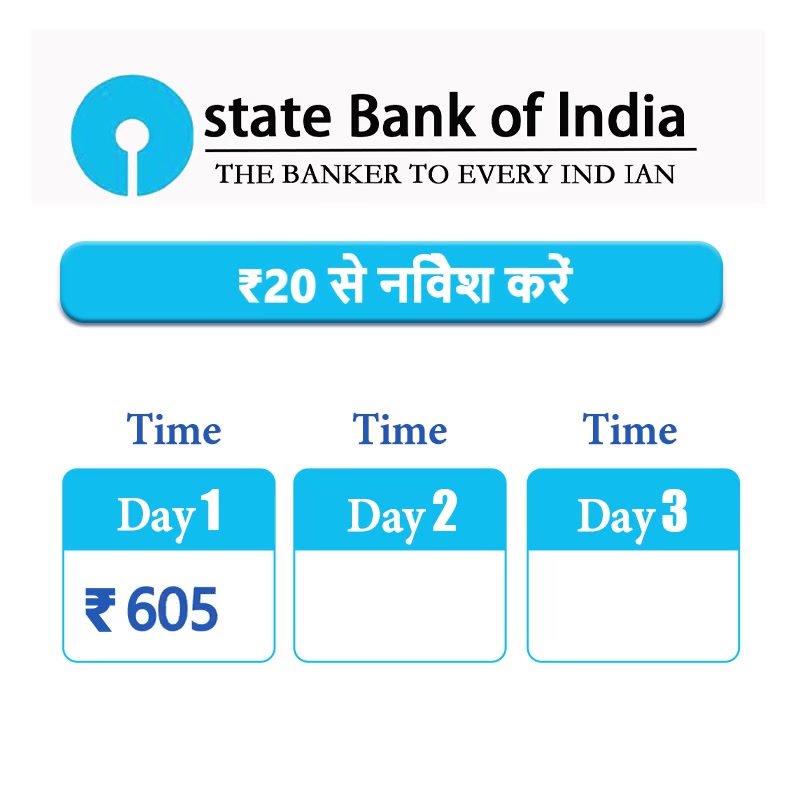 state Bank of India
THE BANKER TO EVERY IND IAN
₹20 से नविेश करें
Time Time Time
Day 1 Day 2 Day 3
₹ 605